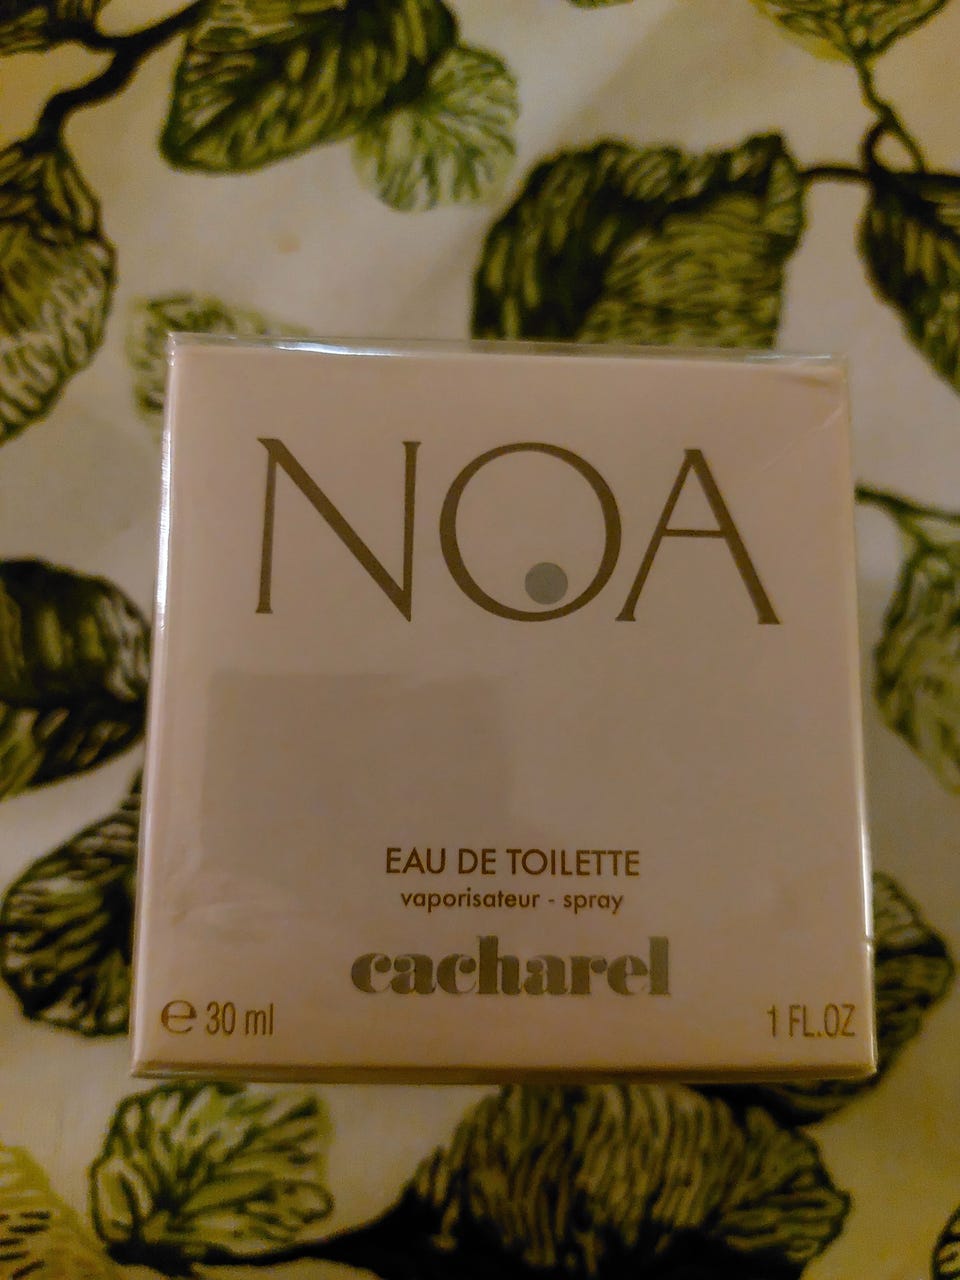 NOA
EAU DE TOILETTE
vaporisateur - spray
cacharel
℮ 30 ml
1 FL.OZ